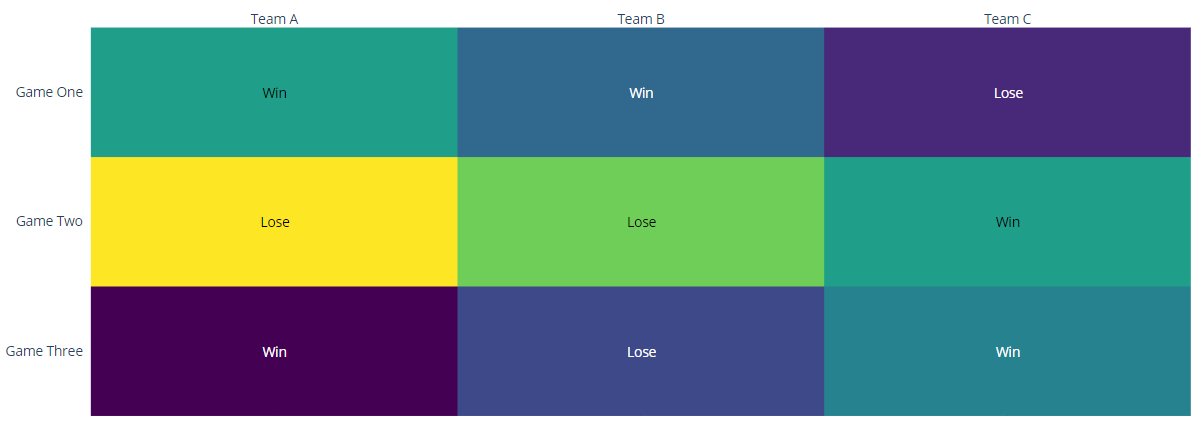 Team A Team B Team C
Game One Win Win Lose
Game Two Lose Lose Win
Game Three Win Lose Win